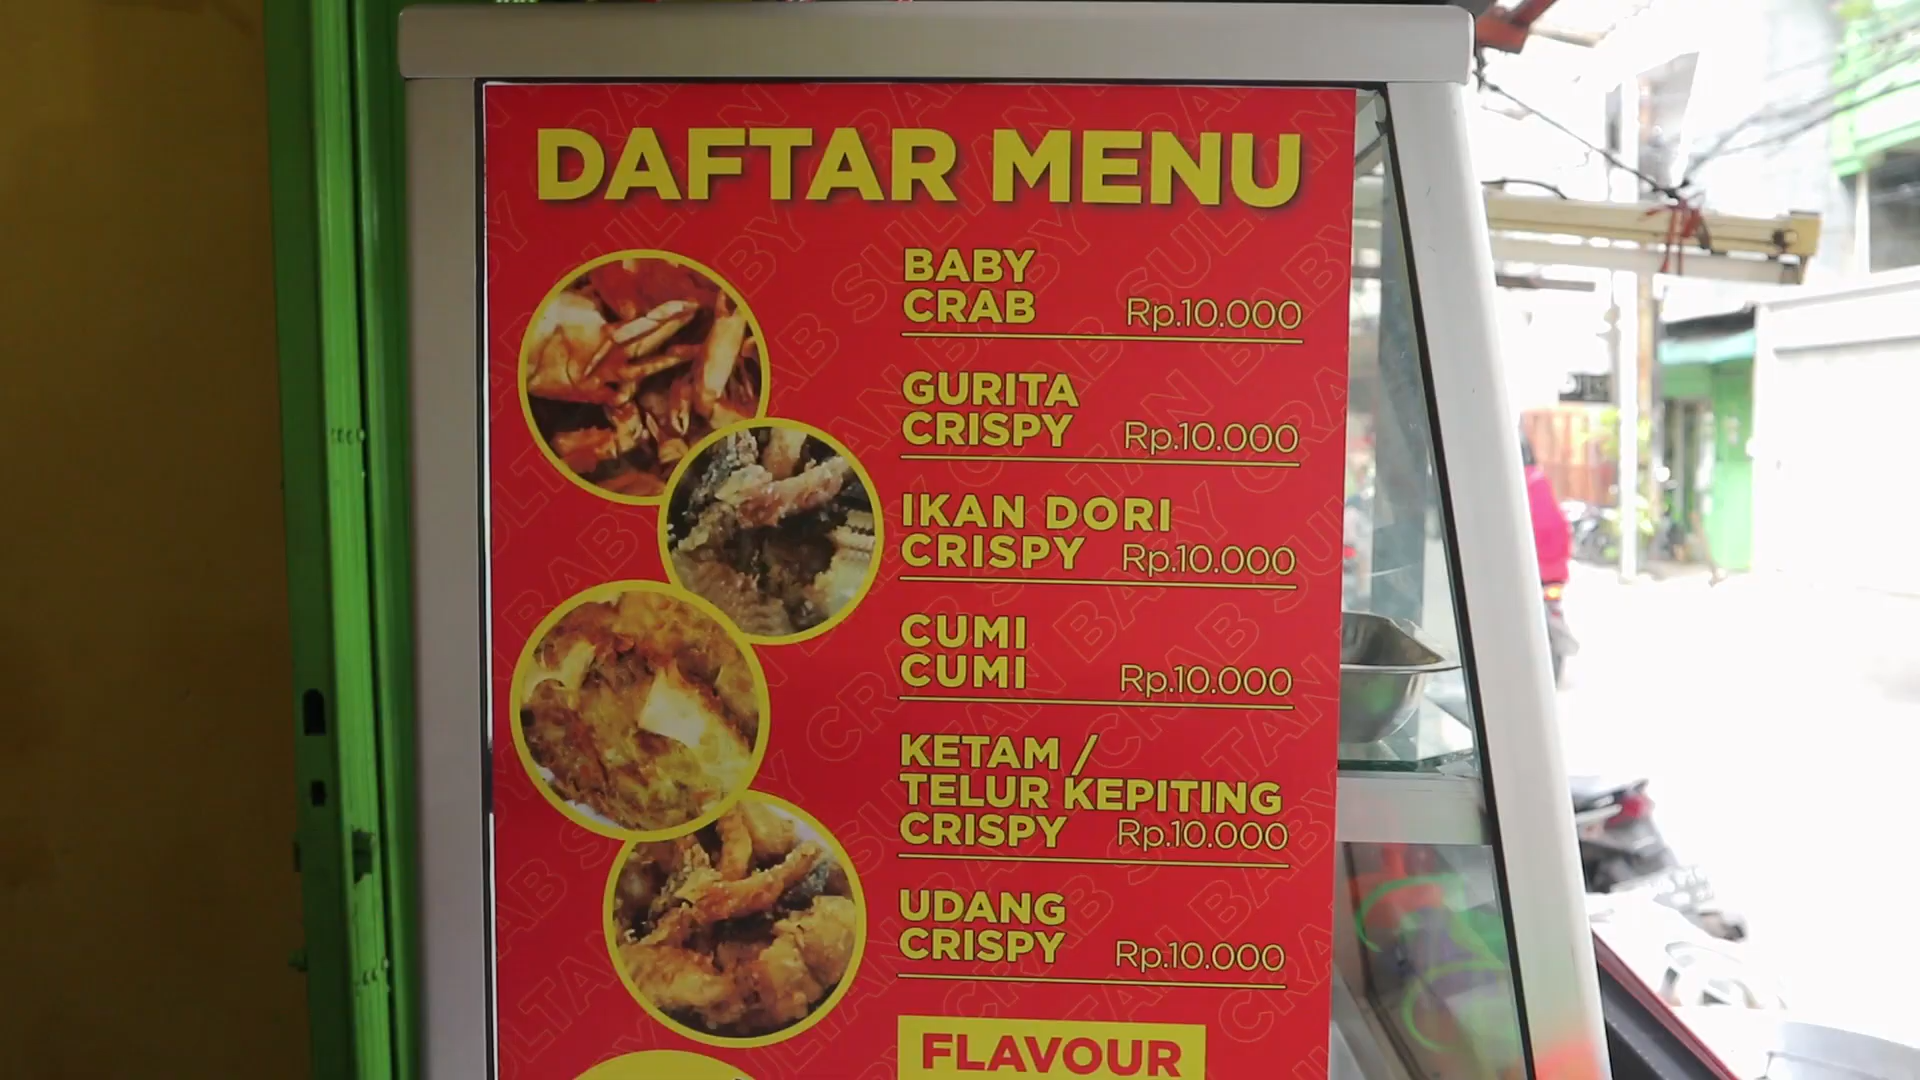 DAFTAR MENU
BABY
CRAB Rp.10.000
GURITA
CRISPY Rp.10.000
IKAN DORI
CRISPY Rp.10.000
CUMI
CUMI Rp.10.000
KETAM /
TELUR KEPITING
CRISPY Rp.10.000
UDANG
CRISPY Rp.10.000
FLAVOUR